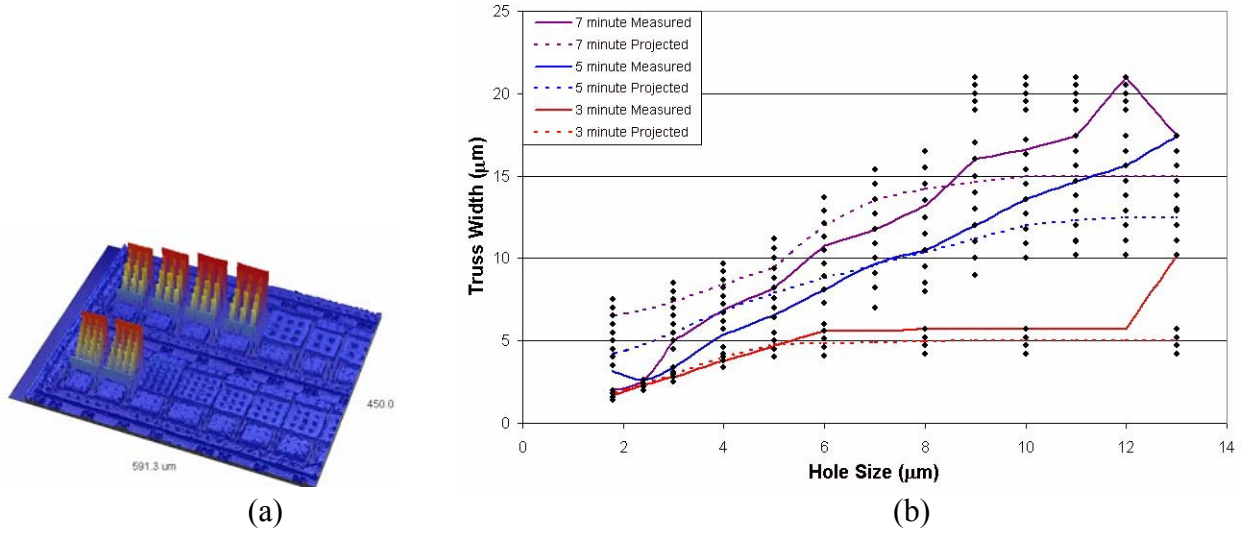 450.0
591.3 um
(a)
25
20
15
10
5
0
Truss Width (μm)
7 minute Measured
7 minute Projected
5 minute Measured
5 minute Projected
3 minute Measured
3 minute Projected
0 2 4 6 8 10 12 14
Hole Size (μm)
(b)